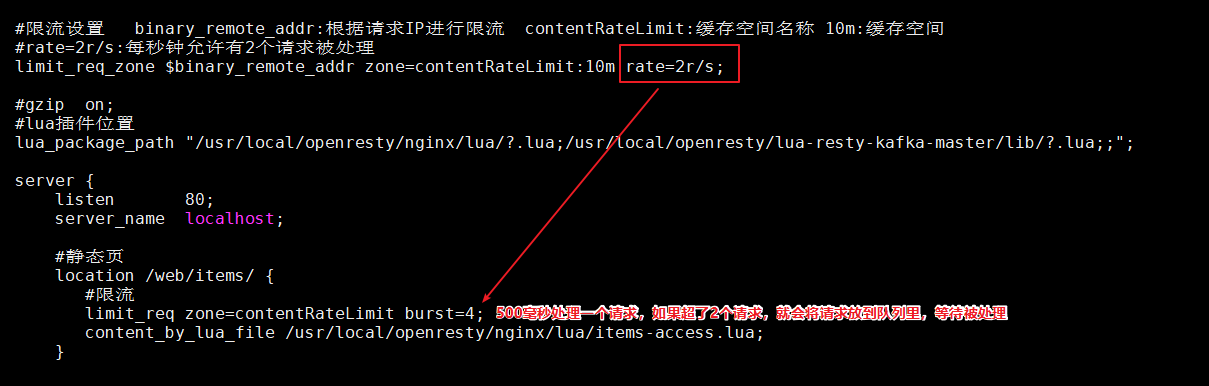 #限流设置   binary_remote_addr:根据请求IP进行限流  contentRateLimit:缓存空间名称 10m:缓存空间
#rate=2r/s:每秒钟允许有2个请求被处理
limit_req_zone $binary_remote_addr zone=contentRateLimit:10m rate=2r/s;
#gzip  on;
#lua插件位置
lua_package_path "/usr/local/openresty/nginx/lua/?.lua;/usr/local/openresty/lua-resty-kafka-master/lib/?.lua;;";
server {
    listen       80;
    server_name  localhost;
    #静态页
    location /web/items/ {
       #限流
       limit_req zone=contentRateLimit burst=4; 500毫秒处理一个请求，如果超了2个请求，就会将请求放到队列里，等待被处理
       content_by_lua_file /usr/local/openresty/nginx/lua/items-access.lua;
    }